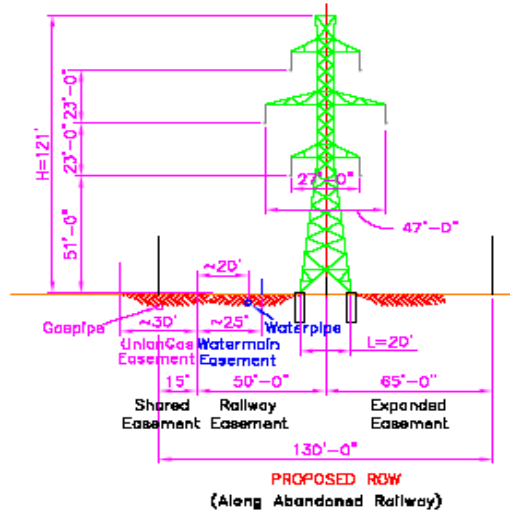 H=121'
23'-0"
23'-0"
51'-0"
27'-0"
47'-0"
~20'
Gaspipe
Waterpipe
~30'
~25'
L=20'
UnionGas
Easement
Watermain
Easement
15'
50'-0"
65'-0"
Shared
Easement
Railway
Easement
Expanded
Easement
130'-0"
PROPOSED ROW
(Along Abandoned Railway)